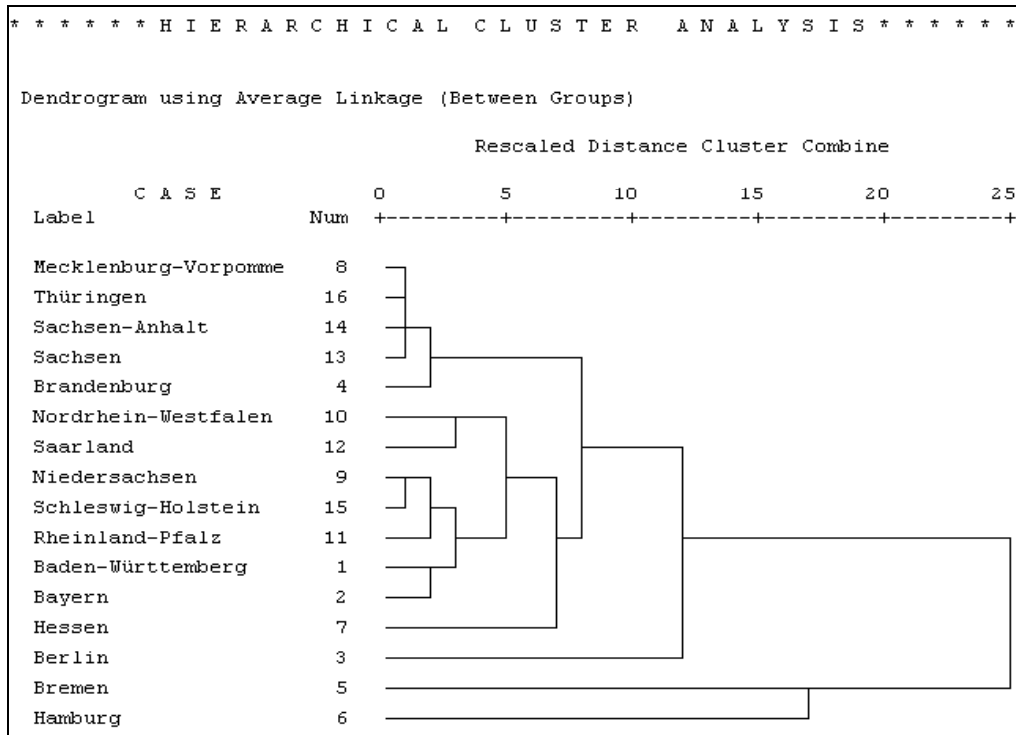 * * * * * * H I E R A R C H I C A L  C L U S T E R   A N A L Y S I S * * * * * *
Dendrogram using Average Linkage (Between Groups)
Rescaled Distance Cluster Combine
C A S E 0 5 10 15 20 25
Label Num +---------+---------+---------+---------+---------+
Mecklenburg-Vorpomme 8
Thüringen 16
Sachsen-Anhalt 14
Sachsen 13
Brandenburg 4
Nordrhein-Westfalen 10
Saarland 12
Niedersachsen 9
Schleswig-Holstein 15
Rheinland-Pfalz 11
Baden-Württemberg 1
Bayern 2
Hessen 7
Berlin 3
Bremen 5
Hamburg 6